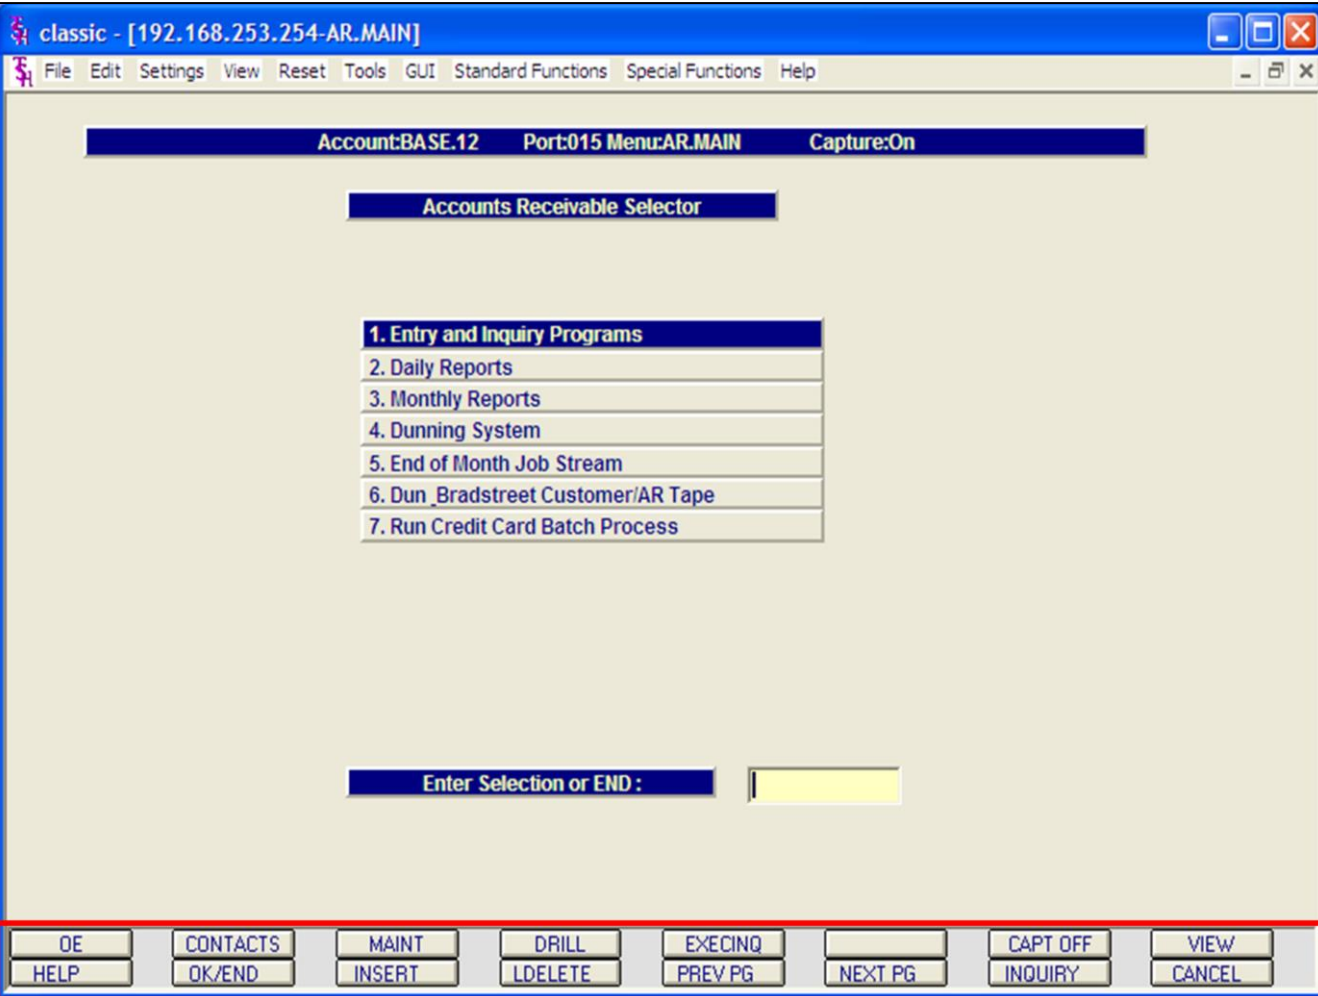 classic - [192.168.253.254-AR.MAIN]
File Edit Settings View Reset Tools GUI Standard Functions Special Functions Help
Account:BASE.12 Port:015 Menu:AR.MAIN Capture:On
Accounts Receivable Selector
1. Entry and Inquiry Programs
2. Daily Reports
3. Monthly Reports
4. Dunning System
5. End of Month Job Stream
6. Dun_Bradstreet Customer/AR Tape
7. Run Credit Card Batch Process
Enter Selection or END :
OE CONTACTS MAINT DRILL EXECINQ CAPT OFF VIEW
HELP OK/END INSERT LDELETE PREV PG NEXT PG INQUIRY CANCEL